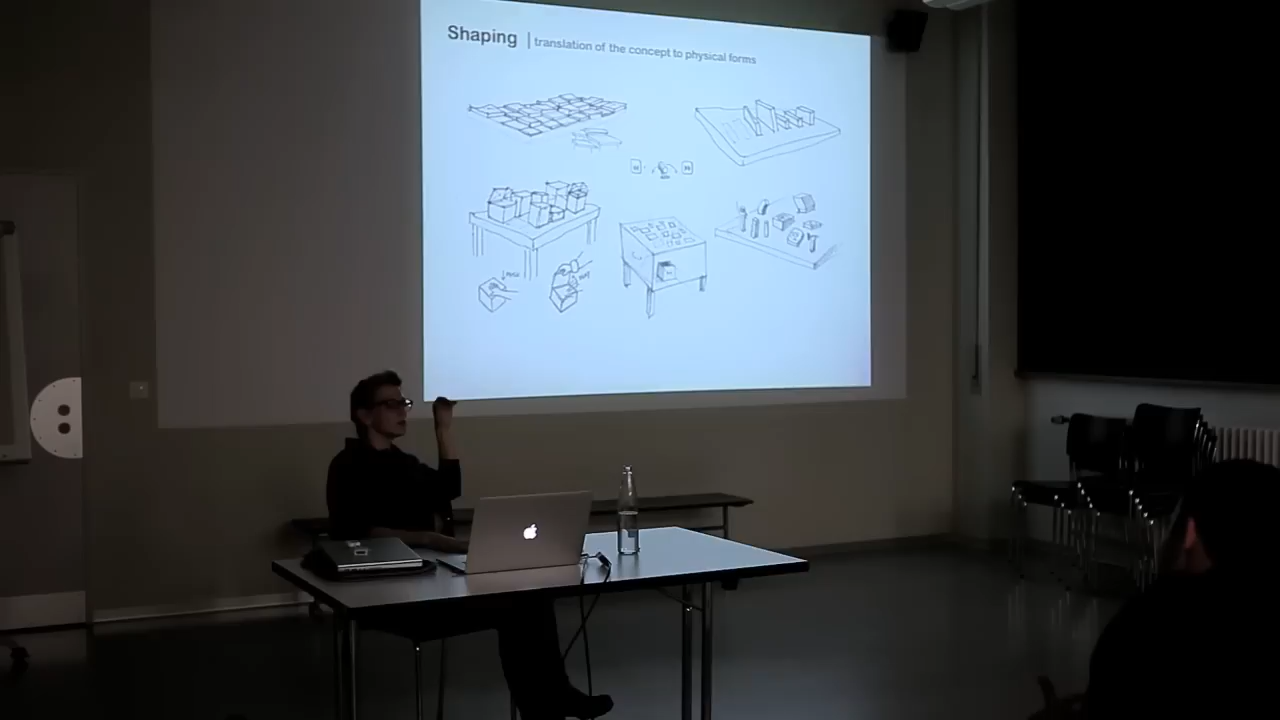 Shaping | translation of the concept to physical forms